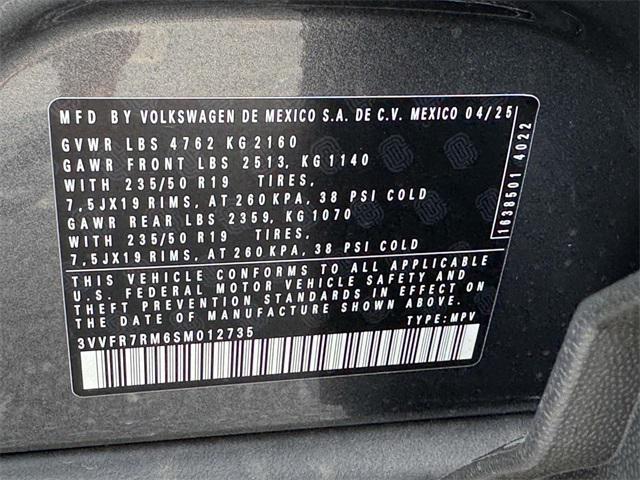 MFD BY VOLKSWAGEN DE MEXICO S.A. DE C.V. MEXICO 04/25
GVWR LBS 4762 KG 2160
GAWR FRONT LBS 2513, KG 1140
WITH 235/50 R19 TIRES,
7,5JX19 RIMS, AT 260 KPA, 38 PSI COLD
GAWR REAR LBS 2359, KG 1070
WITH 235/50 R19 TIRES,
7,5JX19 RIMS, AT 260 KPA, 38 PSI COLD
THIS VEHICLE CONFORMS TO ALL APPLICABLE
U.S. FEDERAL MOTOR VEHICLE SAFETY AND
THEFT PREVENTION STANDARDS IN EFFECT ON
THE DATE OF MANUFACTURE SHOWN ABOVE.
3VVFR7RM6SM012735 TYPE: MPV
1638501 4022